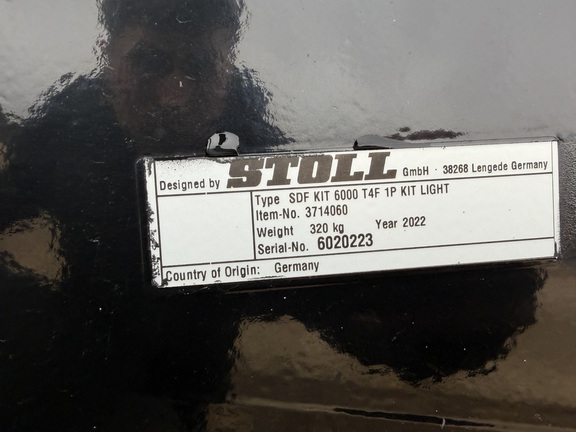 Designed by STOLL GmbH · 38268 Lengede Germany
Type SDF KIT 6000 T4F 1P KIT LIGHT
Item-No. 3714060
Weight 320 kg Year 2022
Serial-No. 6020223
Country of Origin: Germany